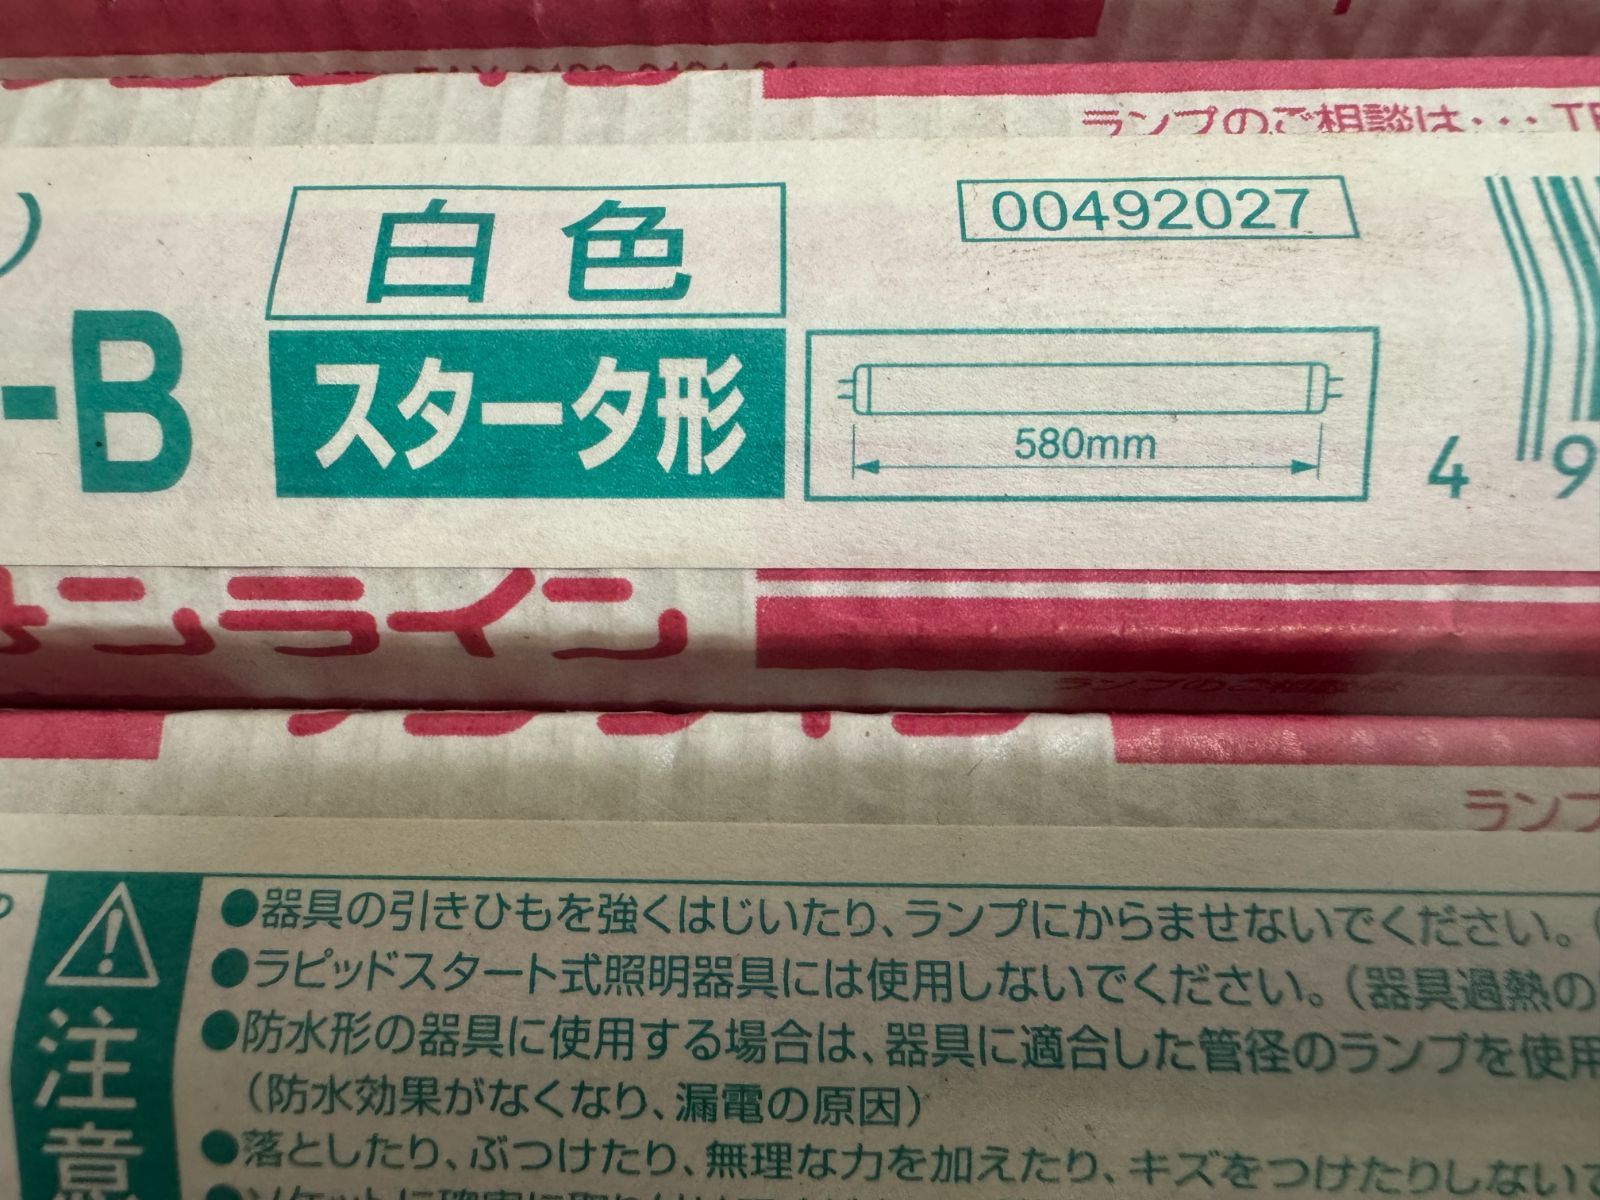 ランプのご相談は・・・TE
白色
00492027
-B
スタータ形
580mm
4 9
ンライン
ランプ
●器具の引きひもを強くはじいたり、ランプにからませないでください。(
●ラピッドスタート式照明器具には使用しないでください。(器具過熱の
注意
●防水形の器具に使用する場合は、器具に適合した管径のランプを使用
(防水効果がなくなり、漏電の原因)
●落としたり、ぶつけたり、無理な力を加えたり、キズをつけたりしないで